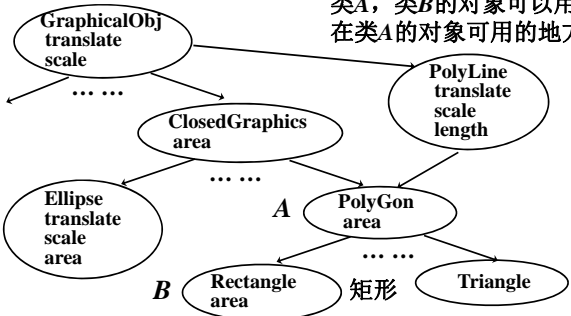 类A，类B的对象可以用
在类A的对象可用的地方
GraphicalObj
translate
scale
... ...
PolyLine
translate
scale
length
ClosedGraphics
area
... ...
Ellipse
translate
scale
area
A
PolyGon
area
... ...
B
Rectangle
area
矩形
Triangle